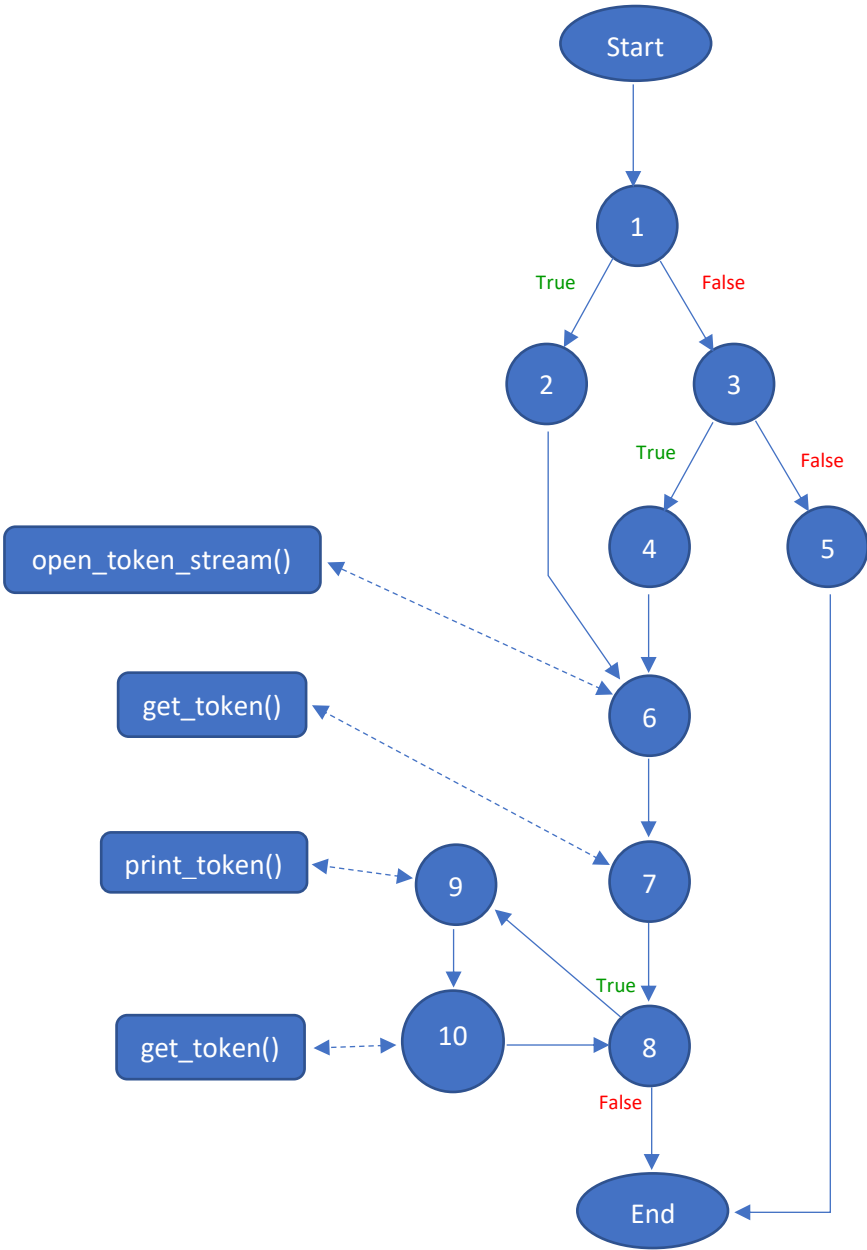 Start
1
True
False
2
3
True
False
open_token_stream()
4
5
get_token()
6
print_token()
9
7
True
get_token()
10
8
False
End